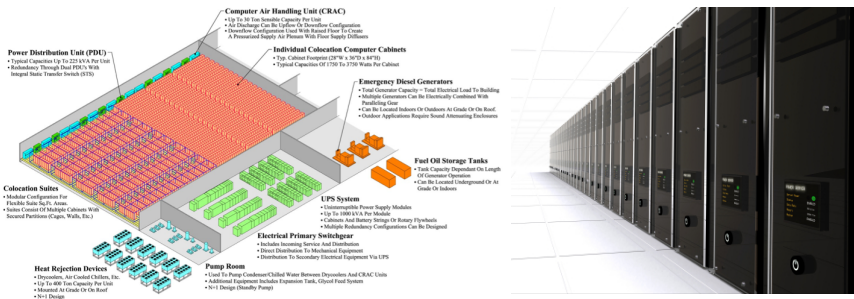 Computer Air Handling Unit (CRAC)
• Up To 30 Ton Sensible Capacity Per Unit
• Air Discharge Can Be Upflow Or Downflow Configuration
• Downflow Configuration Used With Raised Floor To Create
A Pressurized Supply Air Plenum With Floor Supply Diffusers
Power Distribution Unit (PDU)
• Typical Capacities Up To 225 kVA Per Unit
• Redundancy Through Dual PDU's With
Integral Static Transfer Switch (STS)
Individual Colocation Computer Cabinets
• Typ. Cabinet Footprint (28"W x 36"D x 84"H)
• Typical Capacities Of 1750 To 3750 Watts Per Cabinet
Emergency Diesel Generators
• Total Generator Capacity = Total Electrical Load To Building
• Multiple Generators Can Be Electrically Combined With
Paralleling Gear
• Can Be Located Indoors Or Outdoors At Grade Or On Roof.
• Outdoor Applications Require Sound Attenuating Enclosures
Fuel Oil Storage Tanks
• Tank Capacity Dependant On Length
Of Generator Operation
• Can Be Located Underground Or At
Grade Or Indoors
Colocation Suites
• Modular Configuration For
Flexible Suite Sq.Ft. Areas.
• Suites Consist Of Multiple Cabinets With
Secured Partitions (Cages, Walls, Etc.)
UPS System
• Uninterruptible Power Supply Modules
• Up To 1000 kVA Per Module
• Cabinets And Battery Strings Or Rotary Flywheels
• Multiple Redundancy Configurations Can Be Designed
Electrical Primary Switchgear
• Includes Incoming Service And Distribution
• Direct Distribution To Mechanical Equipment
• Distribution To Secondary Electrical Equipment Via UPS
Pump Room
• Used To Pump Condenser/Chilled Water Between Drycoolers And CRAC Units
• Additional Equipment Includes Expansion Tank, Glycol Feed System
• N+1 Design (Standby Pump)
Heat Rejection Devices
• Drycoolers, Air Cooled Chillers, Etc.
• Up To 400 Ton Capacity Per Unit
• Mounted At Grade Or On Roof
• N+1 Design